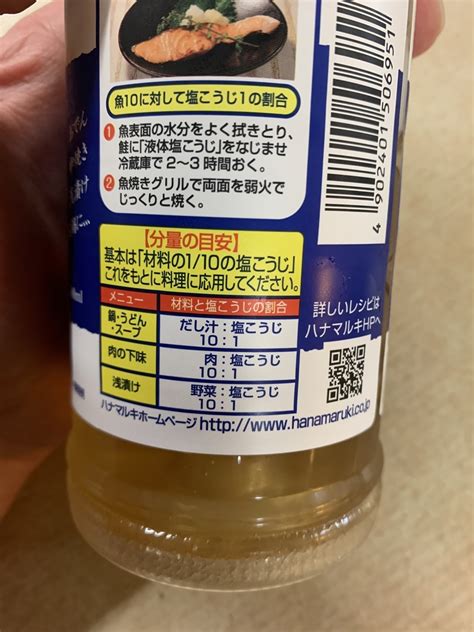 魚10に対して塩こうじ1の割合
1 魚表面の水分をよく拭きとり、
鮭に「液体塩こうじ」をなじませ
冷蔵庫で2～3時間おく。
2 魚焼きグリルで両面を弱火で
じっくりと焼く。
【分量の目安】
基本は「材料の1/10の塩こうじ」
これをもとに料理に応用してください。
メニュー 材料と塩こうじの割合
鍋・うどん
・スープ
だし汁：塩こうじ
10：1
肉の下味
肉：塩こうじ
10：1
浅漬け
野菜：塩こうじ
10：1
ハナマルキホームページ http://www.hanamaruki.co.jp
4 902401 506951
詳しいレシピは
ハナマルキHPへ